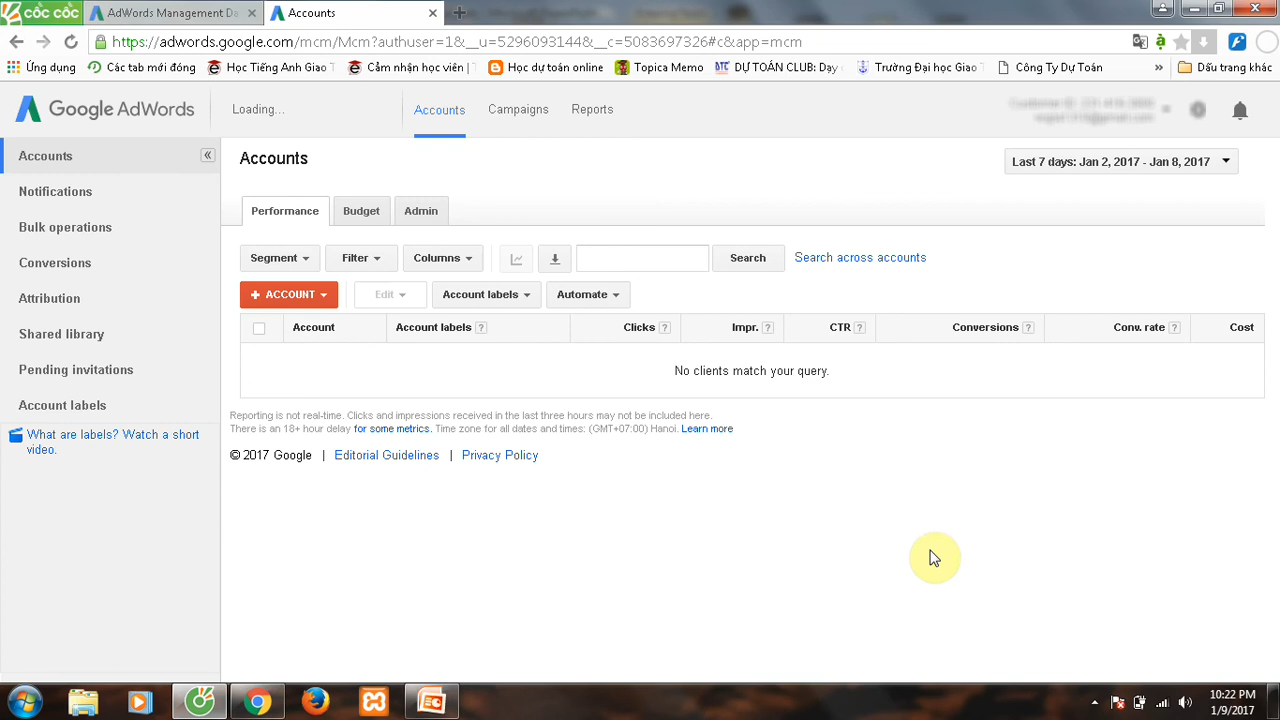 cốc cốc
AdWords Management Da
Accounts
https://adwords.google.com/mcm/Mcm?authuser=1&__u=5296093144&__c=5083697326#c&app=mcm
Ứng dụng
Các tab mới đóng
Học Tiếng Anh Giao T
Cảm nhận học viên |
Học dự toán online
Topica Memo
DTC DỰ TOÁN CLUB: Dạy
Trường Đại học Giao T
Công Ty Dự Toán
»
Dấu trang khác
Google AdWords
Loading...
Accounts
Campaigns
Reports
Accounts
Notifications
Bulk operations
Conversions
Attribution
Shared library
Pending invitations
Account labels
What are labels? Watch a short
video.
Accounts
Last 7 days: Jan 2, 2017 - Jan 8, 2017
Performance
Budget
Admin
Segment
Filter
Columns
Search
Search across accounts
+ ACCOUNT
Edit
Account labels
Automate
Account
Account labels ?
Clicks ?
Impr. ?
CTR ?
Conversions ?
Conv. rate ?
Cost
No clients match your query.
Reporting is not real-time. Clicks and impressions received in the last three hours may not be included here.
There is an 18+ hour delay for some metrics. Time zone for all dates and times: (GMT+07:00) Hanoi. Learn more
© 2017 Google | Editorial Guidelines | Privacy Policy
10:22 PM
1/9/2017